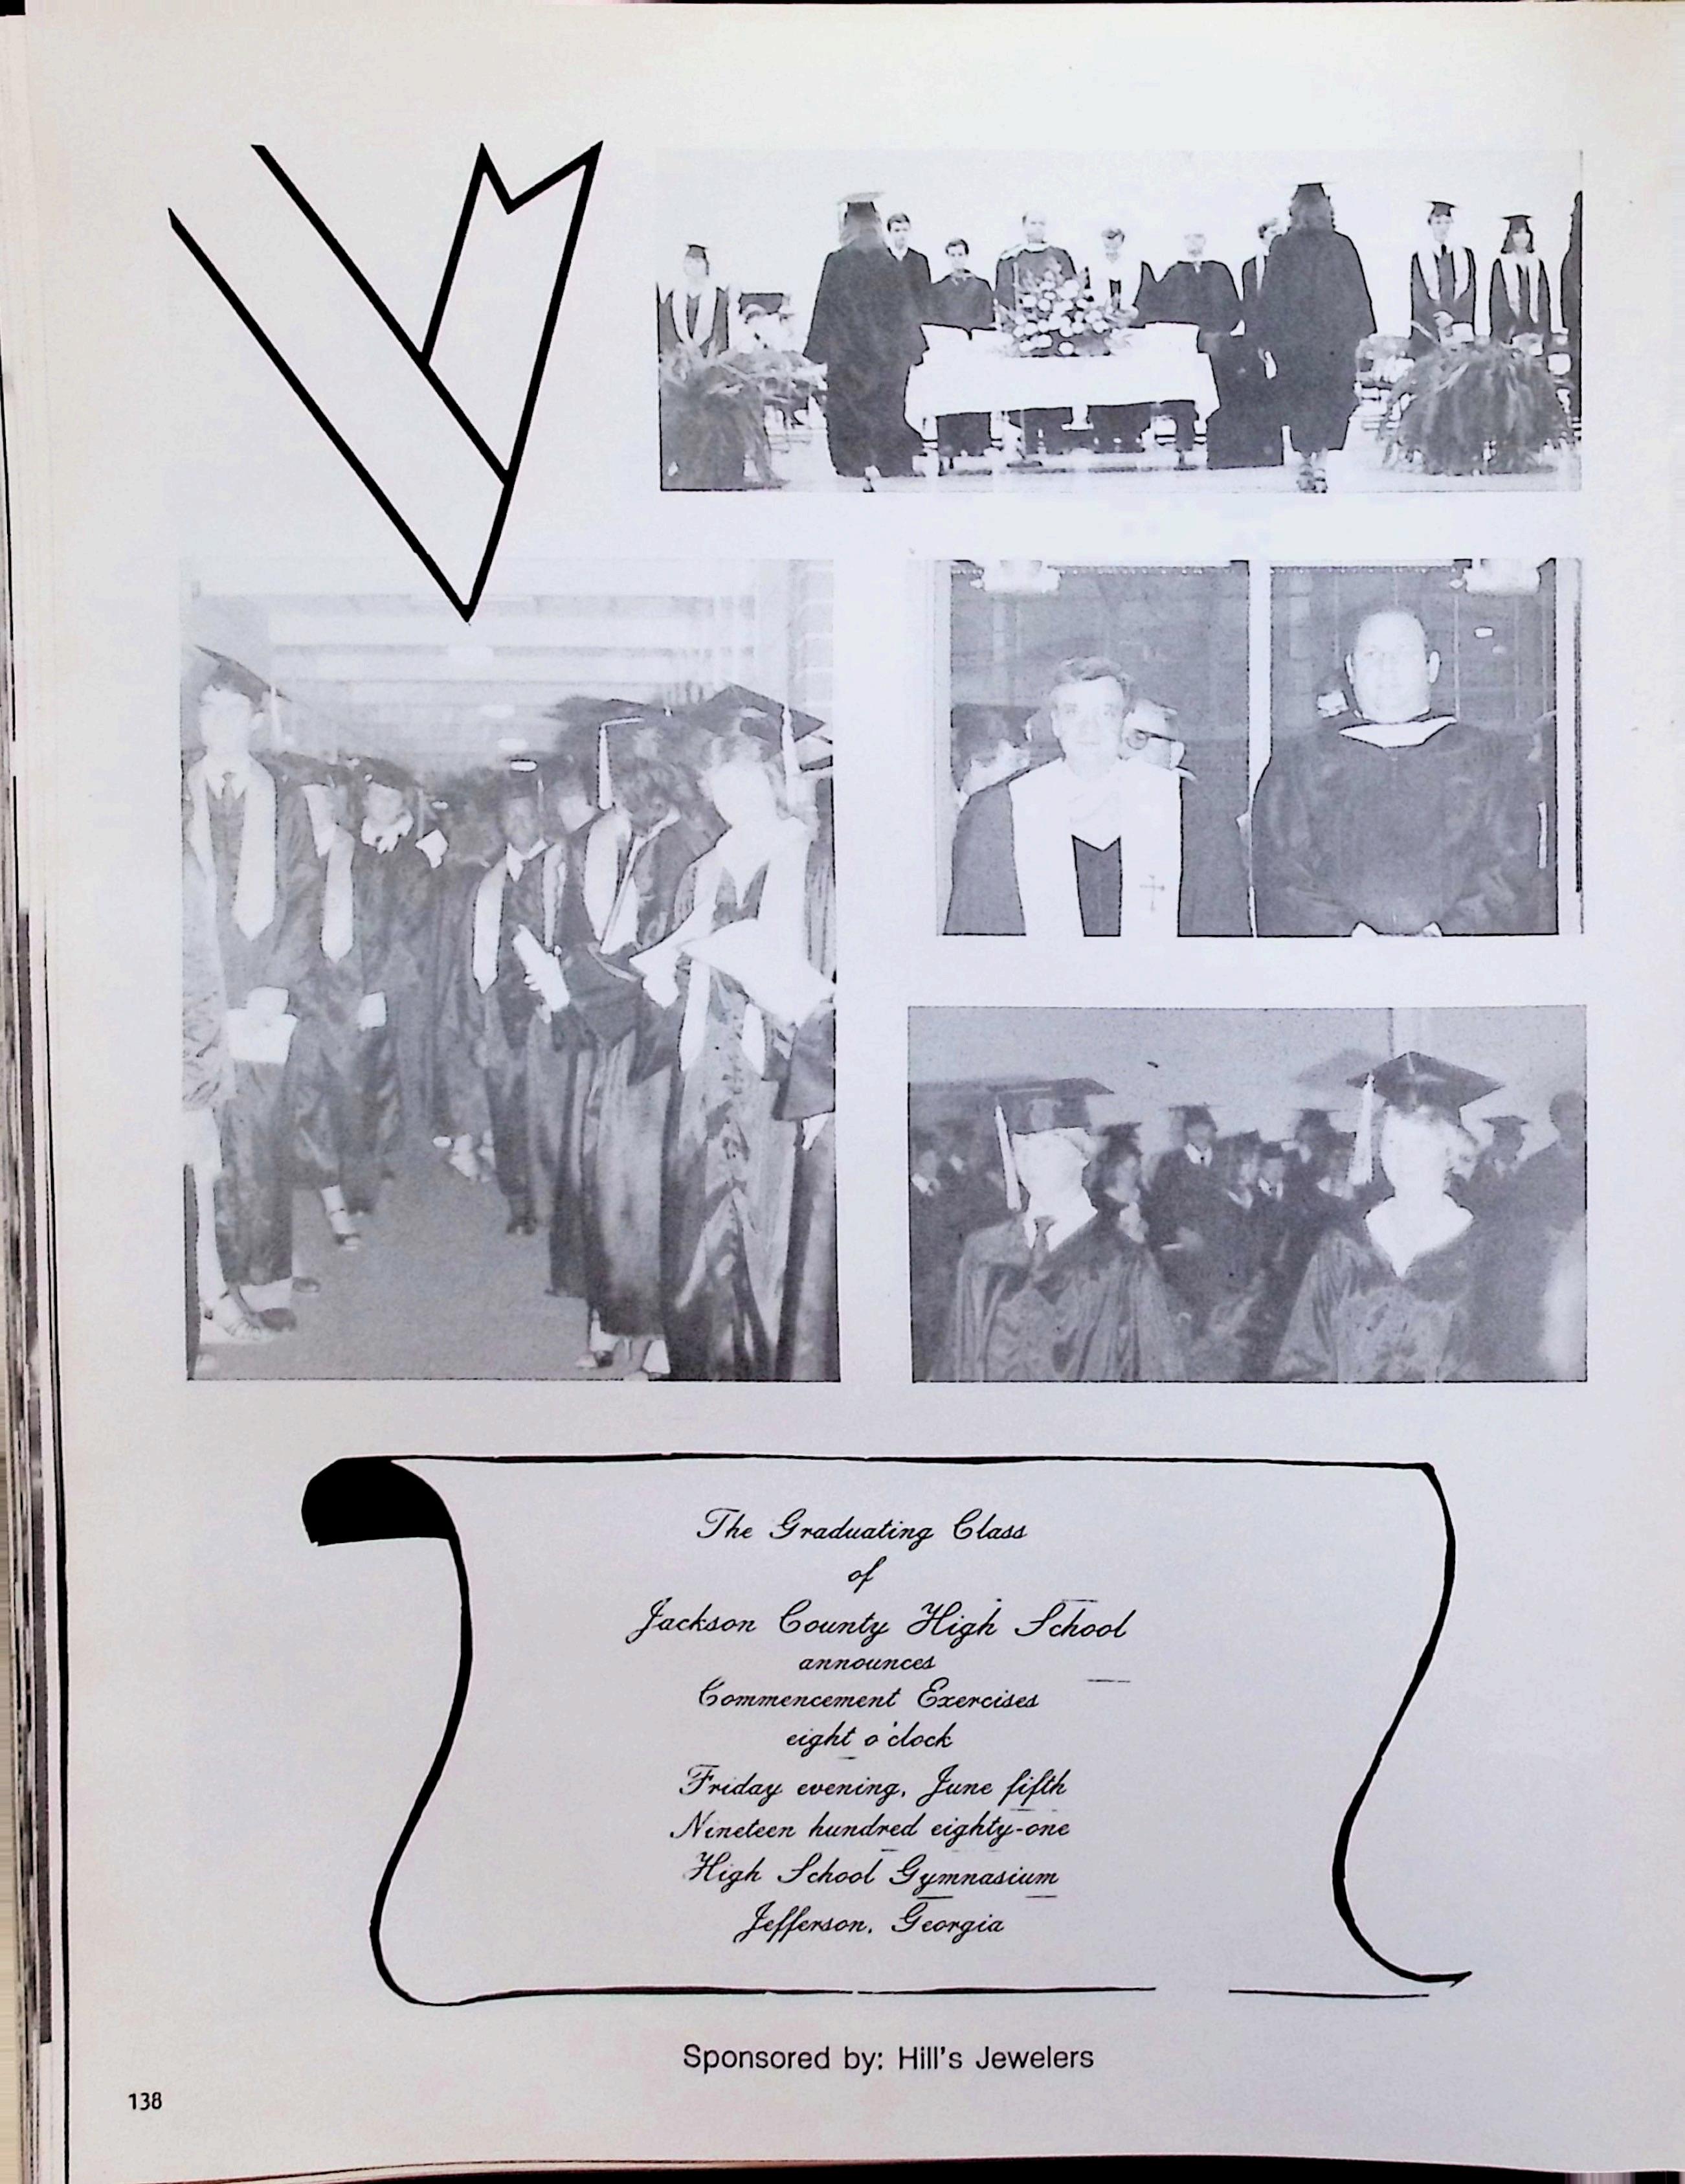 The Graduating Class
of
Jackson County High School
announces
Commencement Exercises
eight o'clock
Friday evening, June fifth
Nineteen hundred eighty-one
High School Gymnasium
Jefferson, Georgia
Sponsored by: Hill's Jewelers
138